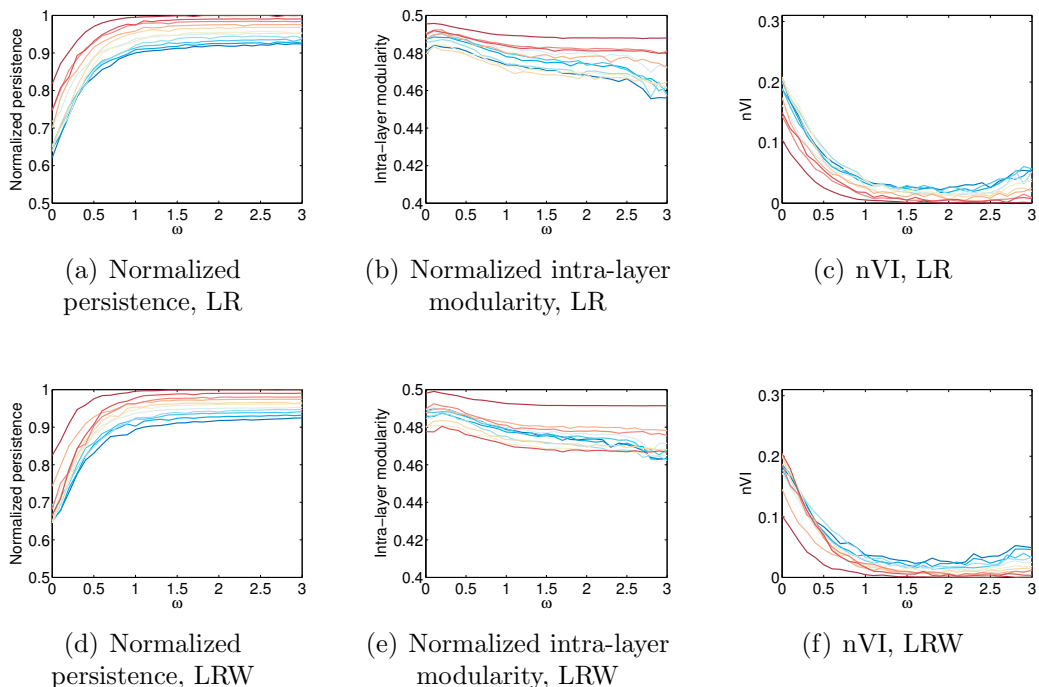 1
0.9
0.8
0.7
0.6
0.5
0 0.5 1 1.5 2 2.5 3
ω
Normalized persistence
0.5
0.48
0.46
0.44
0.42
0.4
0 0.5 1 1.5 2 2.5 3
ω
Intra−layer modularity
0.3
0.2
0.1
0
0 0.5 1 1.5 2 2.5 3
ω
nVI
(a) Normalized
persistence, LR
(b) Normalized intra-layer
modularity, LR
(c) nVI, LR
1
0.9
0.8
0.7
0.6
0.5
0 0.5 1 1.5 2 2.5 3
ω
Normalized persistence
0.5
0.48
0.46
0.44
0.42
0.4
0 0.5 1 1.5 2 2.5 3
ω
Intra−layer modularity
0.3
0.2
0.1
0
0 0.5 1 1.5 2 2.5 3
ω
nVI
(d) Normalized
persistence, LRW
(e) Normalized intra-layer
modularity, LRW
(f) nVI, LRW